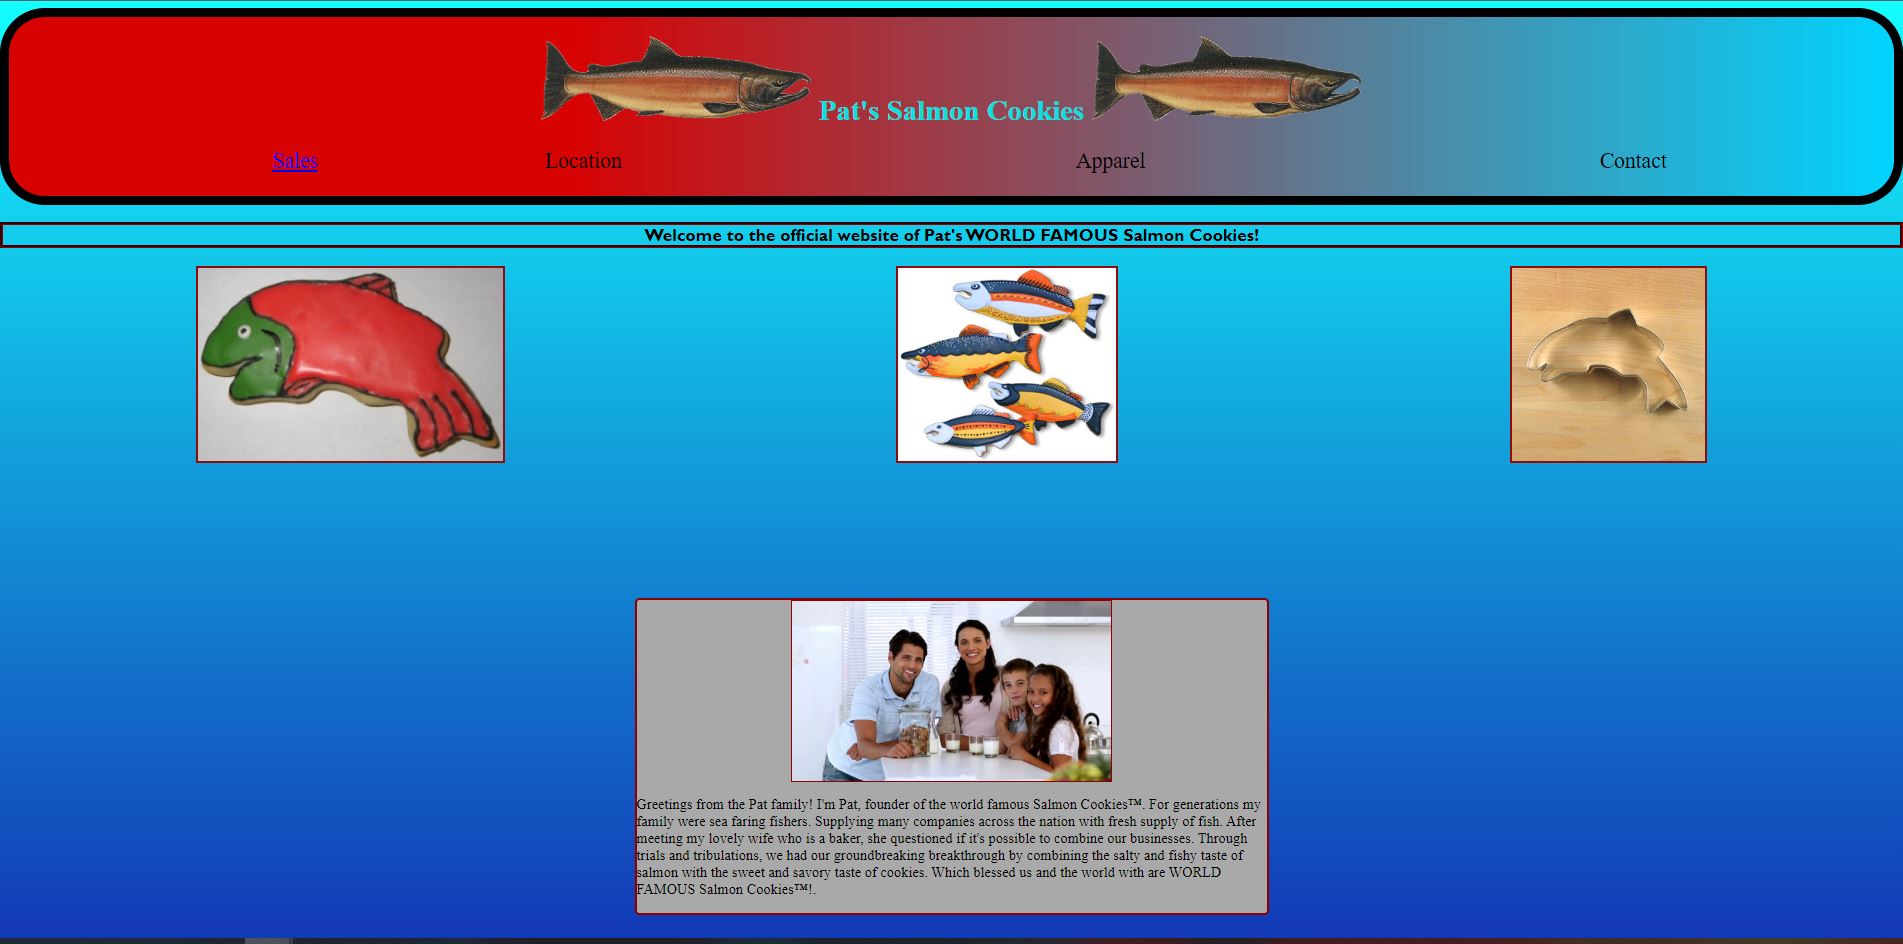 Pat's Salmon Cookies
Sales Location Apparel Contact
Welcome to the official website of Pat's WORLD FAMOUS Salmon Cookies!
Greetings from the Pat family! I'm Pat, founder of the world famous Salmon Cookies™. For generations my
family were sea faring fishers. Supplying many companies across the nation with fresh supply of fish. After
meeting my lovely wife who is a baker, she questioned if it's possible to combine our businesses. Through
trials and tribulations, we had our groundbreaking breakthrough by combining the salty and fishy taste of
salmon with the sweet and savory taste of cookies. Which blessed us and the world with are WORLD
FAMOUS Salmon Cookies™!.